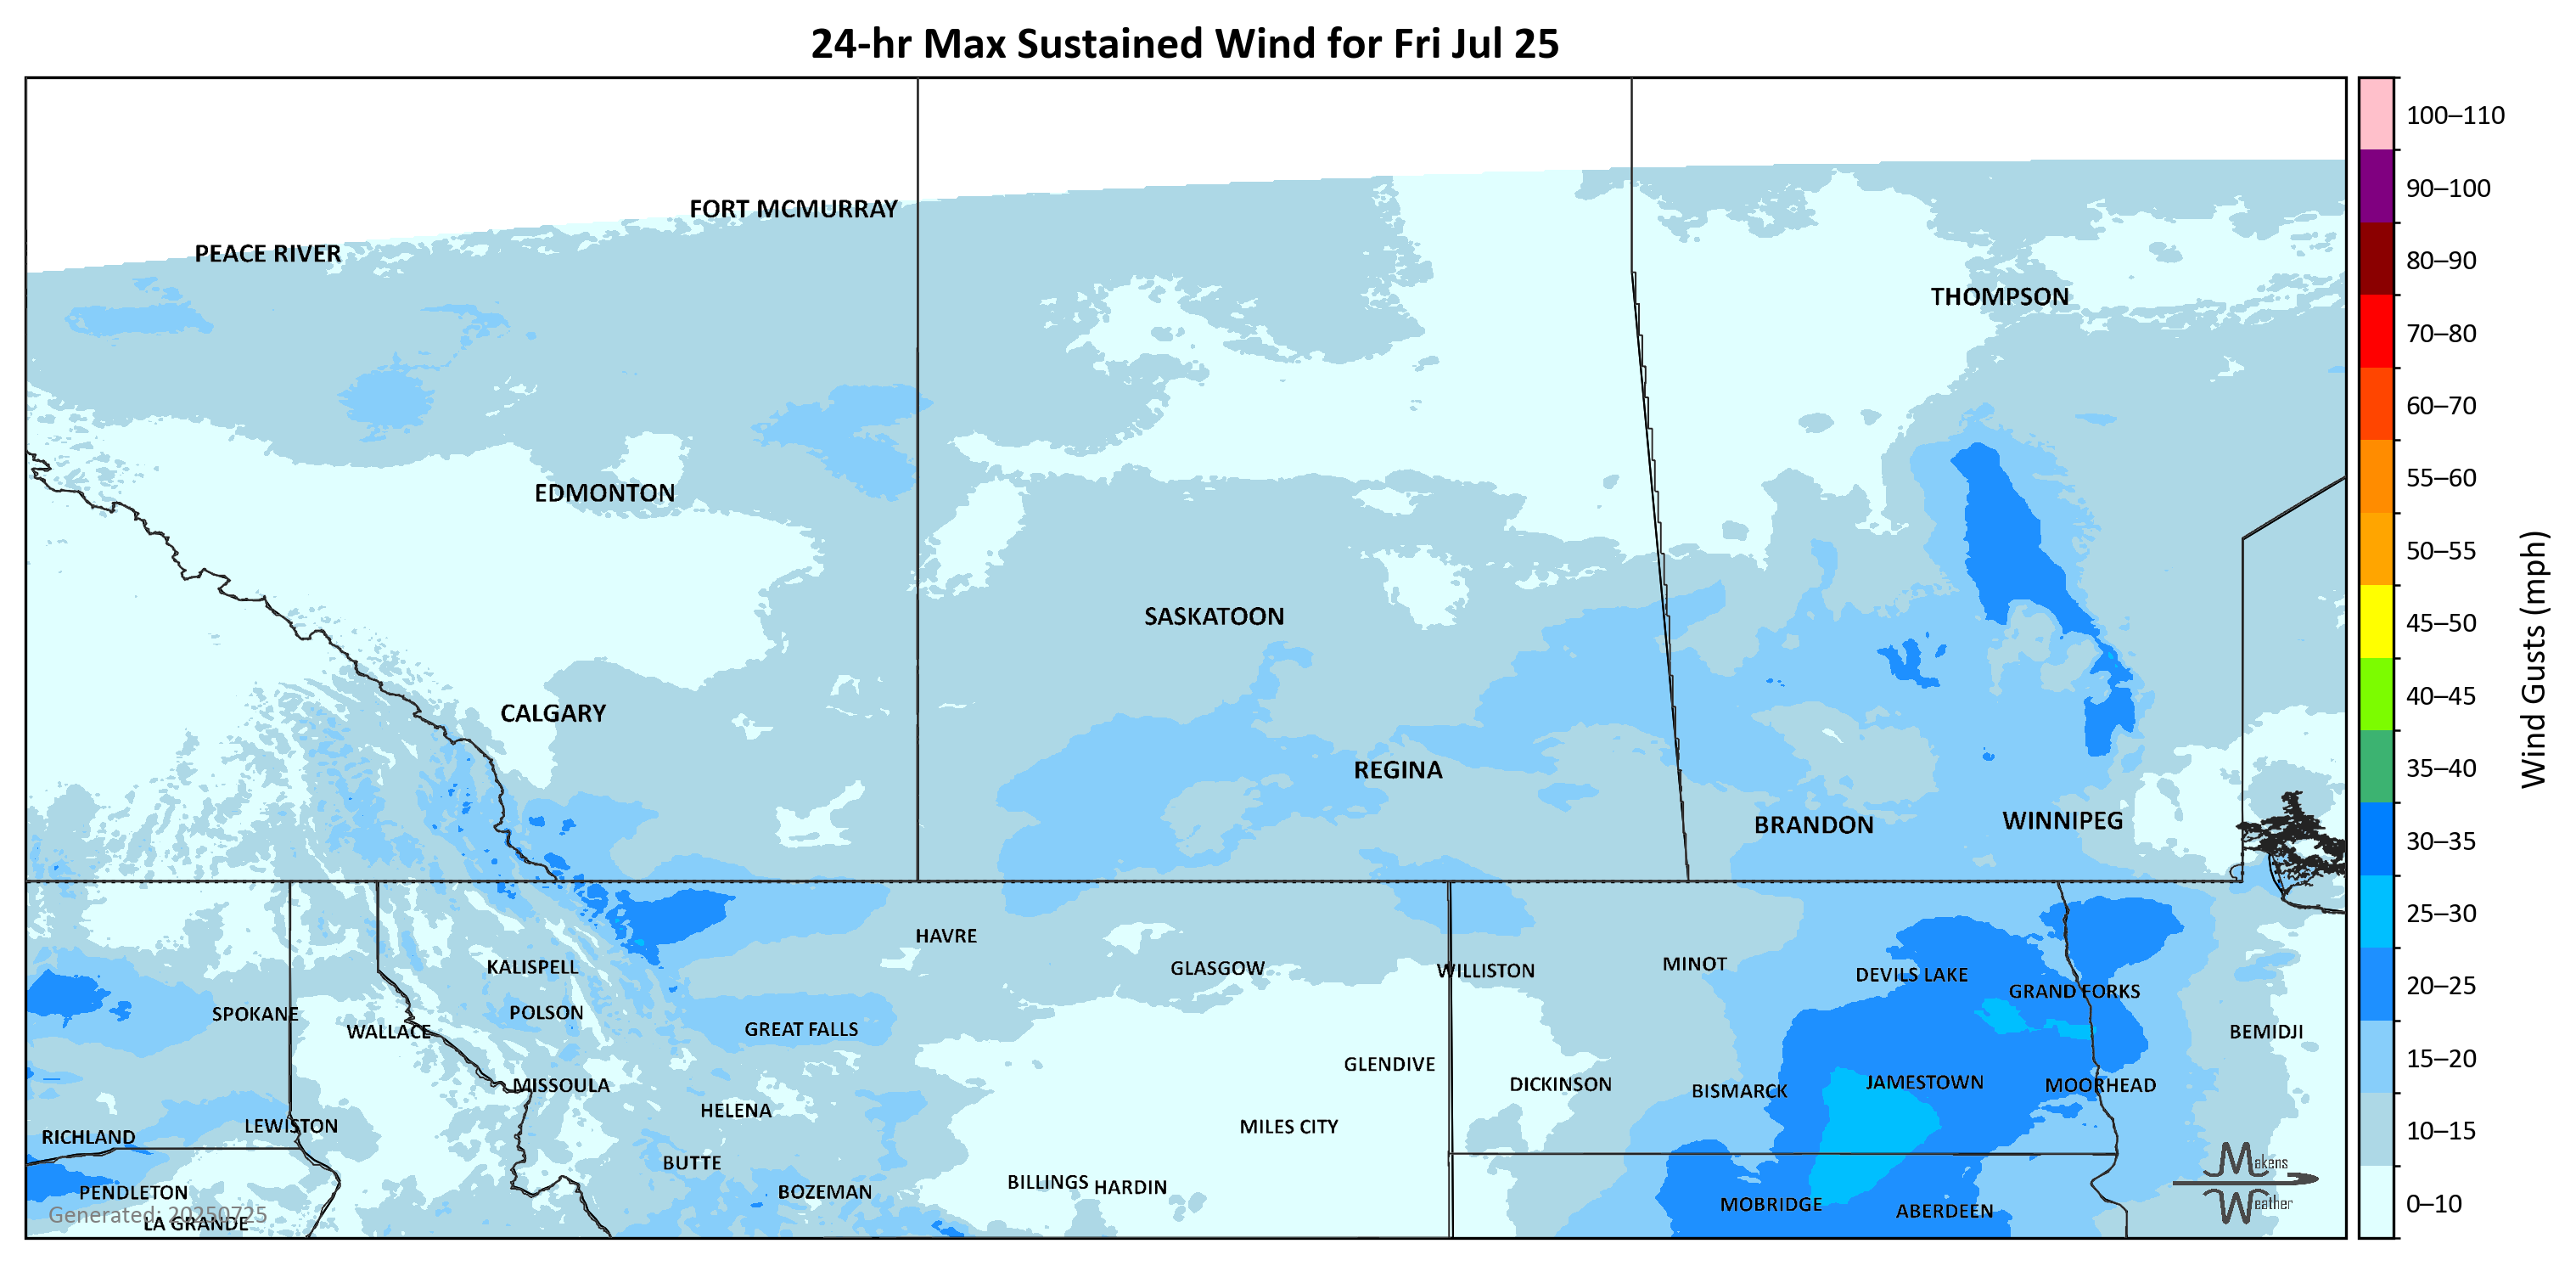 24-hr Max Sustained Wind for Fri Jul 25
FORT MCMURRAY
PEACE RIVER
THOMPSON
EDMONTON
SASKATOON
CALGARY
REGINA
BRANDON
WINNIPEG
HAVRE
KALISPELL
GLASGOW
WILLISTON
MINOT
DEVILS LAKE
GRAND FORKS
SPOKANE
POLSON
WALLACE
GREAT FALLS
BEMIDJI
GLENDIVE
MISSOULA
DICKINSON
BISMARCK
JAMESTOWN
MOORHEAD
HELENA
LEWISTON
MILES CITY
RICHLAND
BUTTE
BILLINGS
HARDIN
PENDLETON
BOZEMAN
MOBRIDGE
ABERDEEN
Generated: 20250725
LA GRANDE
Makens
Weather
100–110
90–100
80–90
70–80
60–70
55–60
50–55
45–50
40–45
35–40
30–35
25–30
20–25
15–20
10–15
0–10
Wind Gusts (mph)